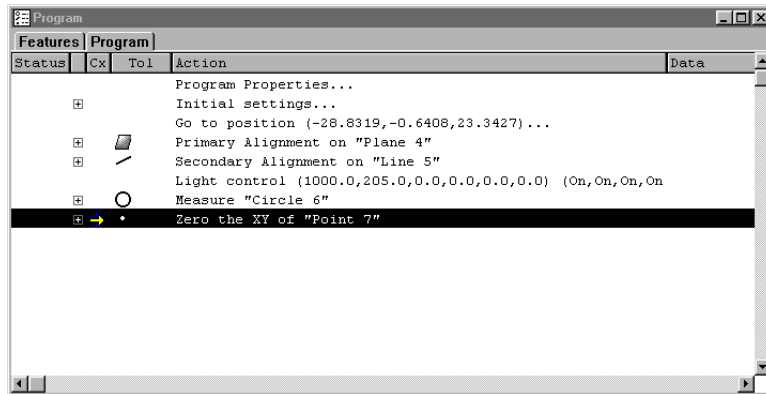 Program
Features Program
Status Cx Tol Action Data
Program Properties...
Initial settings...
Go to position (-28.8319,-0.6408,23.3427)...
Primary Alignment on "Plane 4"
Secondary Alignment on "Line 5"
Light control (1000.0,205.0,0.0,0.0,0.0,0.0) (On,On,On,On
Measure "Circle 6"
Zero the XY of "Point 7"